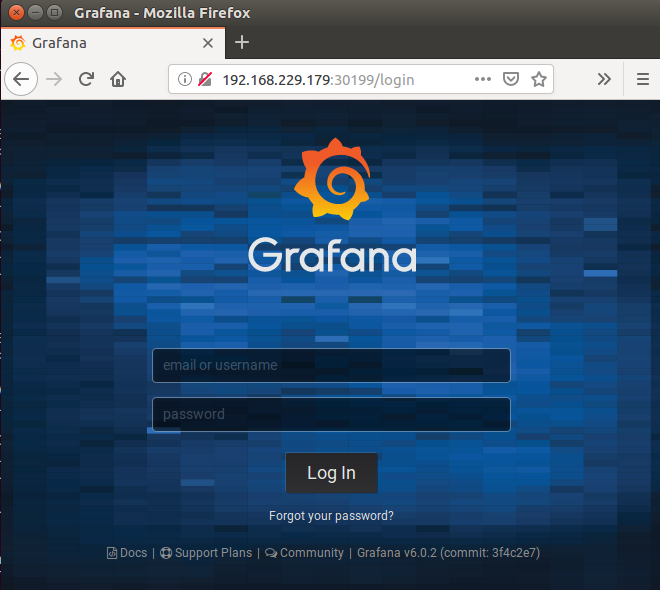 Grafana - Mozilla Firefox
Grafana
192.168.229.179:30199/login
Grafana
email or username
password
Log In
Forgot your password?
Docs | Support Plans | Community | Grafana v6.0.2 (commit: 3f4c2e7)